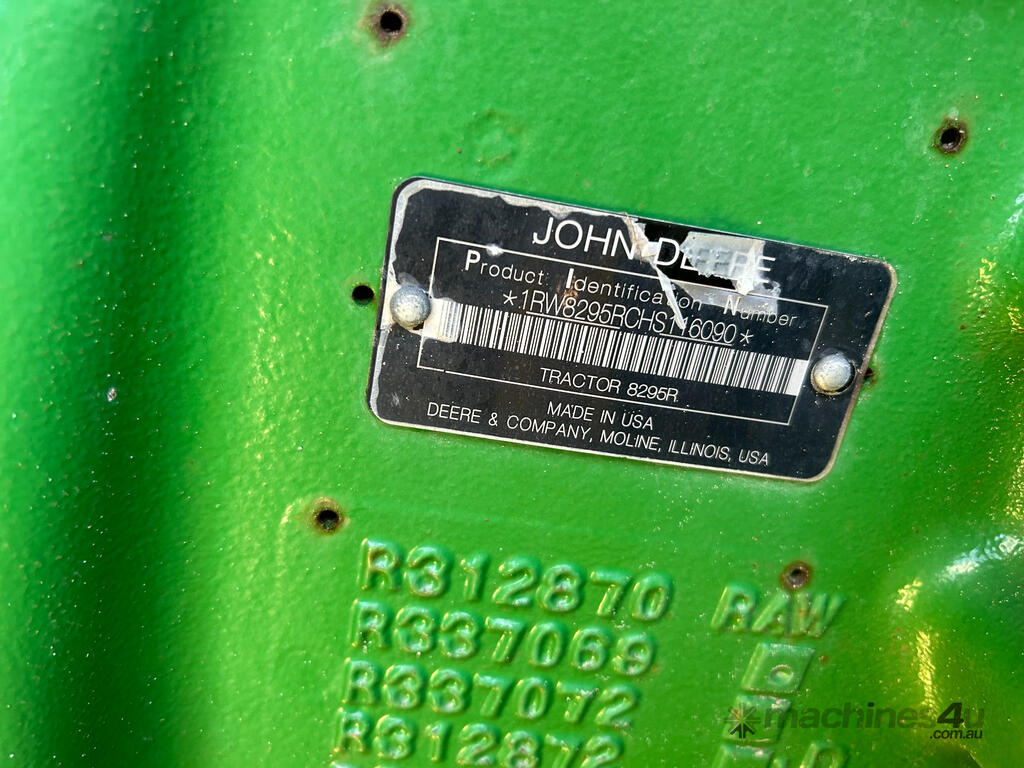 JOHN DEERE
Product Identification Number
*1RW8295RCHS116090*
TRACTOR 8295R
MADE IN USA
DEERE & COMPANY, MOLINE, ILLINOIS, USA
R312870
R337069
RAW
R337072
R312872
machines4u
.com.au